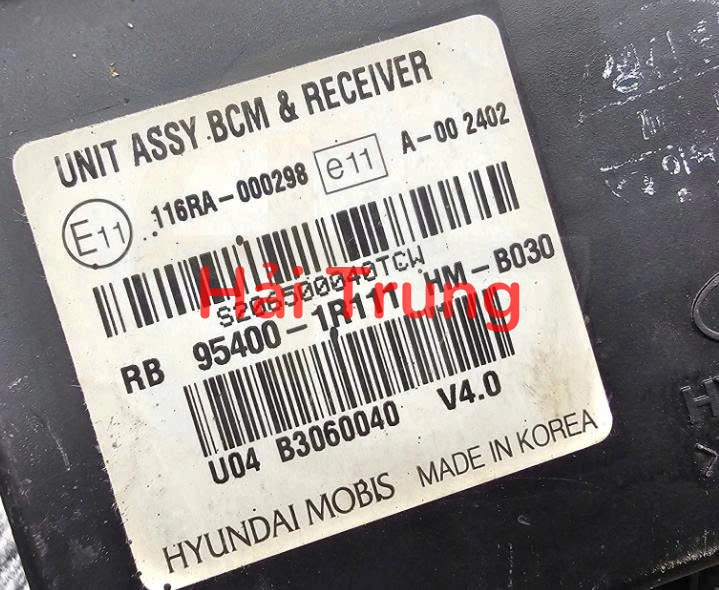 UNIT ASSY BCM & RECEIVER
E11 116RA-000298 e11 A-00 2402
Hải Trung
RB 95400-1R111 HM-B030
U04 B3060040 V4.0
HYUNDAI MOBIS MADE IN KOREA